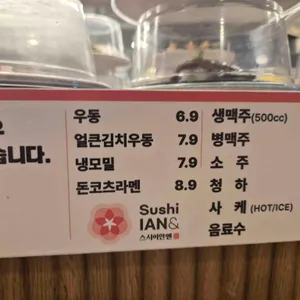 습니다.
우동 6.9
얼큰김치우동 7.9
냉모밀 7.9
돈코츠라멘 8.9
Sushi
IAN&
스시이안앤
생맥주(500cc)
병맥주
소 주
청 하
사 케(HOT/ICE)
음료수